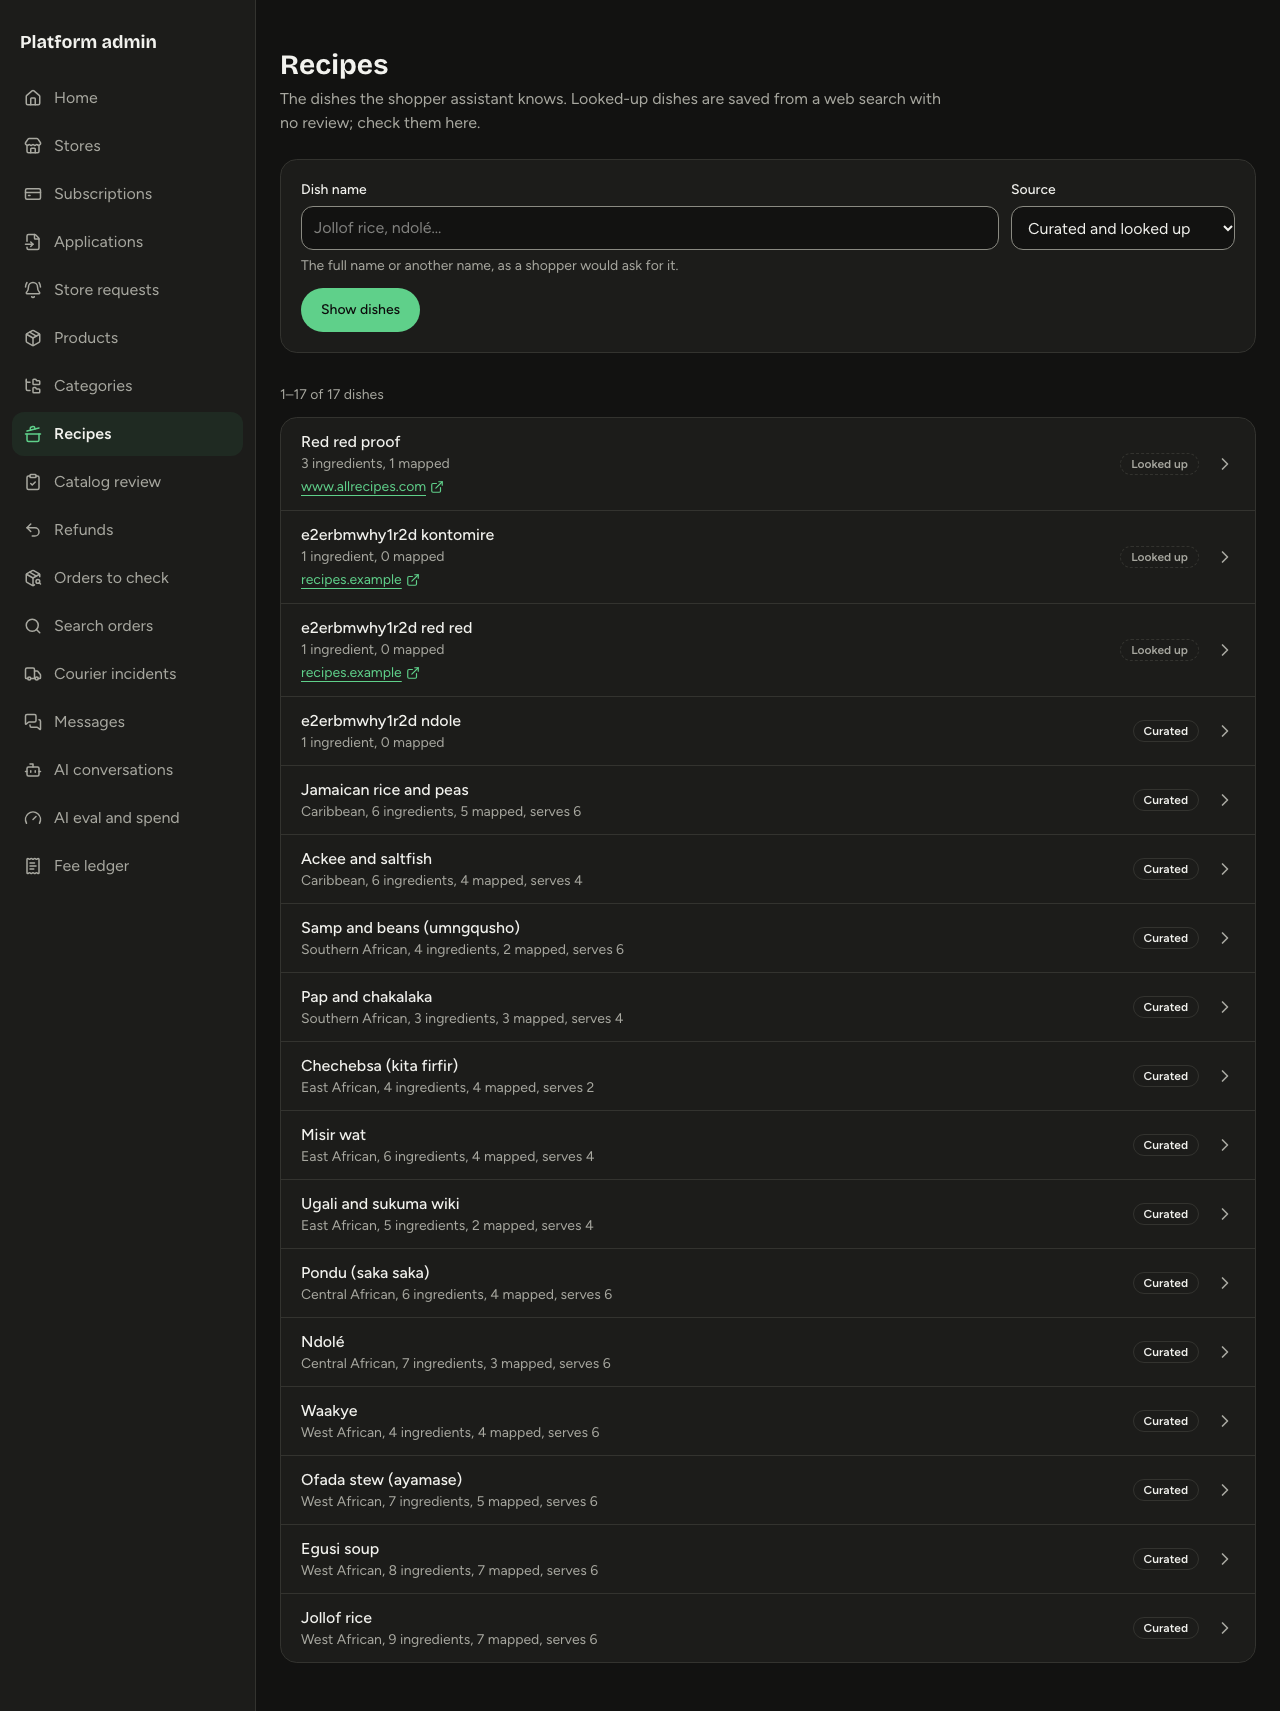 Platform admin
Home
Stores
Subscriptions
Applications
Store requests
Products
Categories
Recipes
Catalog review
Refunds
Orders to check
Search orders
Courier incidents
Messages
AI conversations
AI eval and spend
Fee ledger
Recipes
The dishes the shopper assistant knows. Looked-up dishes are saved from a web search with
no review; check them here.
Dish name
Source
Jollof rice, ndolé…
Curated and looked up
The full name or another name, as a shopper would ask for it.
Show dishes
1–17 of 17 dishes
Red red proof
3 ingredients, 1 mapped
www.allrecipes.com
Looked up
e2erbmwhy1r2d kontomire
1 ingredient, 0 mapped
recipes.example
Looked up
e2erbmwhy1r2d red red
1 ingredient, 0 mapped
recipes.example
Looked up
e2erbmwhy1r2d ndole
1 ingredient, 0 mapped
Curated
Jamaican rice and peas
Caribbean, 6 ingredients, 5 mapped, serves 6
Curated
Ackee and saltfish
Caribbean, 6 ingredients, 4 mapped, serves 4
Curated
Samp and beans (umngqusho)
Southern African, 4 ingredients, 2 mapped, serves 6
Curated
Pap and chakalaka
Southern African, 3 ingredients, 3 mapped, serves 4
Curated
Chechebsa (kita firfir)
East African, 4 ingredients, 4 mapped, serves 2
Curated
Misir wat
East African, 6 ingredients, 4 mapped, serves 4
Curated
Ugali and sukuma wiki
East African, 5 ingredients, 2 mapped, serves 4
Curated
Pondu (saka saka)
Central African, 6 ingredients, 4 mapped, serves 6
Curated
Ndolé
Central African, 7 ingredients, 3 mapped, serves 6
Curated
Waakye
West African, 4 ingredients, 4 mapped, serves 6
Curated
Ofada stew (ayamase)
West African, 7 ingredients, 5 mapped, serves 6
Curated
Egusi soup
West African, 8 ingredients, 7 mapped, serves 6
Curated
Jollof rice
West African, 9 ingredients, 7 mapped, serves 6
Curated